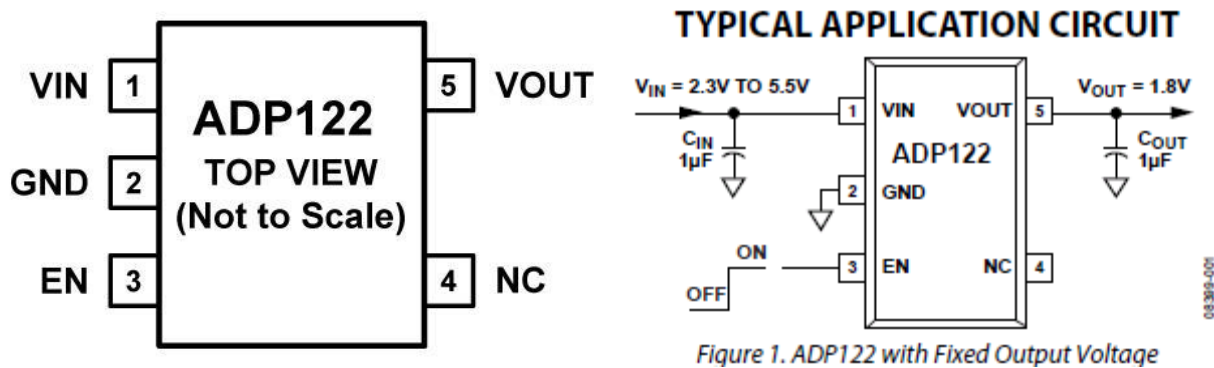 VIN 1
GND 2
EN 3
ADP122
TOP VIEW
(Not to Scale)
5 VOUT
4 NC
TYPICAL APPLICATION CIRCUIT
VIN = 2.3V TO 5.5V
VOUT = 1.8V
1 VIN VOUT 5
CIN
1µF
COUT
1µF
ADP122
2 GND
ON
OFF
3 EN NC 4
08399-001
Figure 1. ADP122 with Fixed Output Voltage